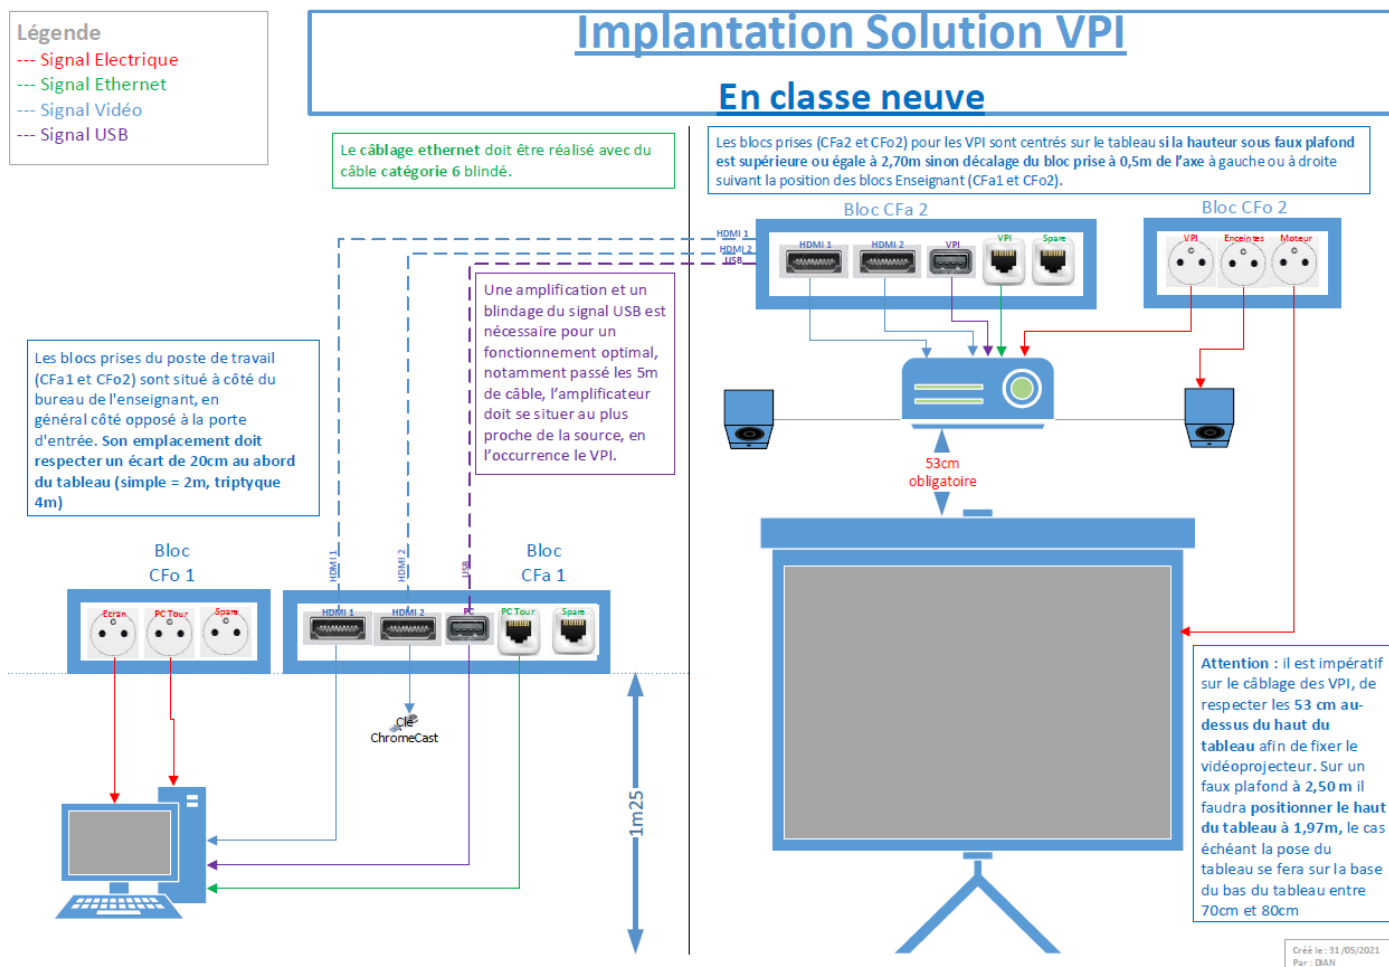 Légende
--- Signal Electrique
--- Signal Ethernet
--- Signal Vidéo
--- Signal USB
Implantation Solution VPI
En classe neuve
Le câblage ethernet doit être réalisé avec du
câble catégorie 6 blindé.
Les blocs prises (CFa2 et CFo2) pour les VPI sont centrés sur le tableau si la hauteur sous faux plafond
est supérieure ou égale à 2,70m sinon décalage du bloc prise à 0,5m de l'axe à gauche ou à droite
suivant la position des blocs Enseignant (CFa1 et CFo2).
Bloc CFa 2
Bloc CFo 2
HDMI 1
HDMI 2
USB
HDMI 1
HDMI 2
VPI
VPI
Spare
VPI
Enceintes
Moteur
Une amplification et un
blindage du signal USB est
nécessaire pour un
fonctionnement optimal,
notamment passé les 5m
de câble, l'amplificateur
doit se situer au plus
proche de la source, en
l'occurrence le VPI.
Les blocs prises du poste de travail
(CFa1 et CFo2) sont situé à côté du
bureau de l'enseignant, en
général côté opposé à la porte
d'entrée. Son emplacement doit
respecter un écart de 20cm au abord
du tableau (simple = 2m, triptyque
4m)
53cm
obligatoire
Bloc
CFo 1
HDMI 1
HDMI 2
USB
Bloc
CFa 1
Ecran
PC Tour
Spare
HDMI 1
HDMI 2
PC
PC Tour
Spare
Clé
ChromeCast
1m25
Attention : il est impératif
sur le câblage des VPI, de
respecter les 53 cm au-
dessus du haut du
tableau afin de fixer le
vidéoprojecteur. Sur un
faux plafond à 2,50 m il
faudra positionner le haut
du tableau à 1,97m, le cas
échéant la pose du
tableau se fera sur la base
du bas du tableau entre
70cm et 80cm
Créé le : 31/05/2021
Par : DIAN